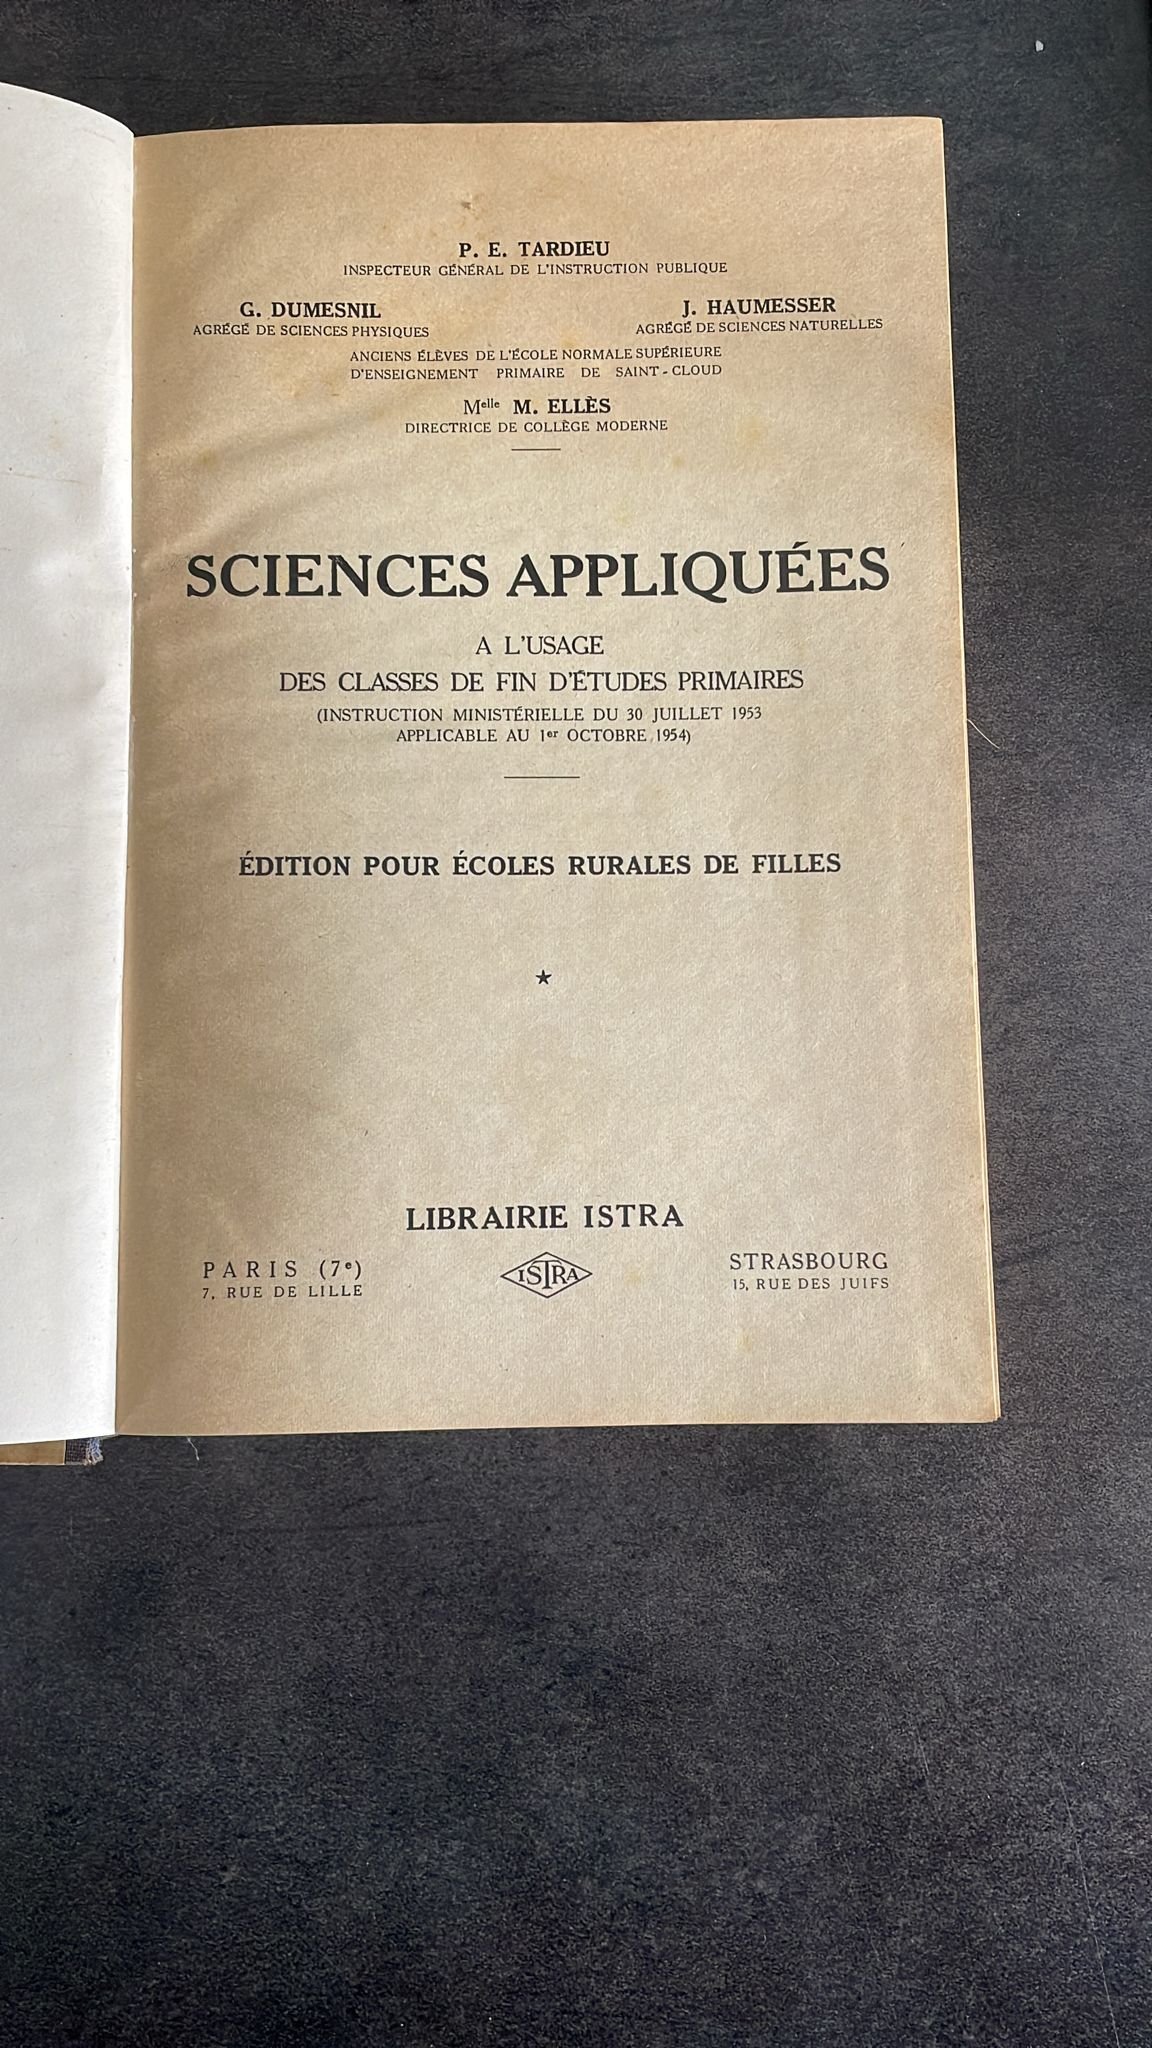 P. E. TARDIEU
INSPECTEUR GÉNÉRAL DE L'INSTRUCTION PUBLIQUE
G. DUMESNIL
AGRÉGÉ DE SCIENCES PHYSIQUES
J. HAUMESSER
AGRÉGÉ DE SCIENCES NATURELLES
ANCIENS ÉLÈVES DE L'ÉCOLE NORMALE SUPÉRIEURE
D'ENSEIGNEMENT PRIMAIRE DE SAINT-CLOUD
Melle M. ELLÈS
DIRECTRICE DE COLLÈGE MODERNE
SCIENCES APPLIQUÉES
A L'USAGE
DES CLASSES DE FIN D'ÉTUDES PRIMAIRES
(INSTRUCTION MINISTÉRIELLE DU 30 JUILLET 1953
APPLICABLE AU 1er OCTOBRE 1954)
ÉDITION POUR ÉCOLES RURALES DE FILLES
★
LIBRAIRIE ISTRA
PARIS (7e)
7, RUE DE LILLE
ISTRA
STRASBOURG
15, RUE DES JUIFS